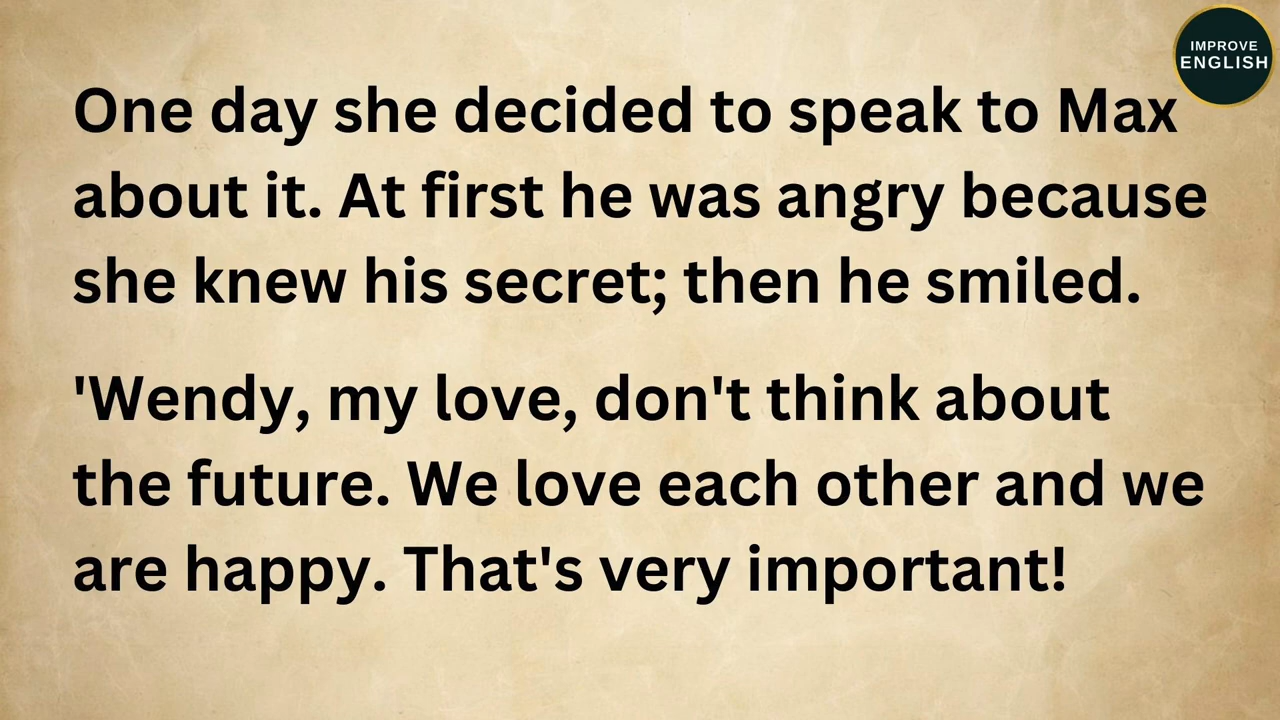 IMPROVE
ENGLISH
One day she decided to speak to Max
about it. At first he was angry because
she knew his secret; then he smiled.
'Wendy, my love, don't think about
the future. We love each other and we
are happy. That's very important!